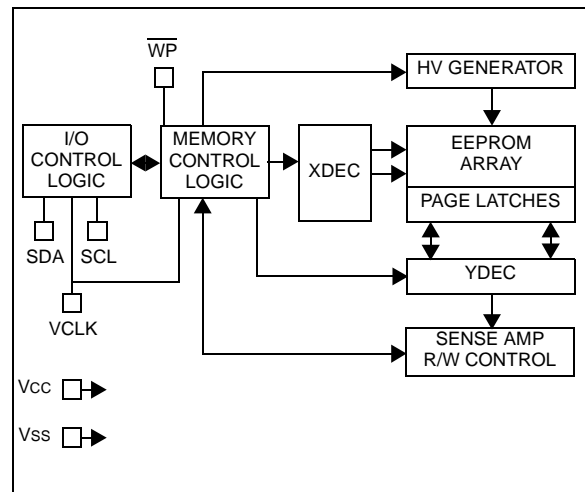 W̅P̅
HV GENERATOR
I/O
CONTROL
LOGIC
MEMORY
CONTROL
LOGIC
XDEC
EEPROM
ARRAY
PAGE LATCHES
SDA
SCL
YDEC
VCLK
SENSE AMP
R/W CONTROL
VCC
VSS